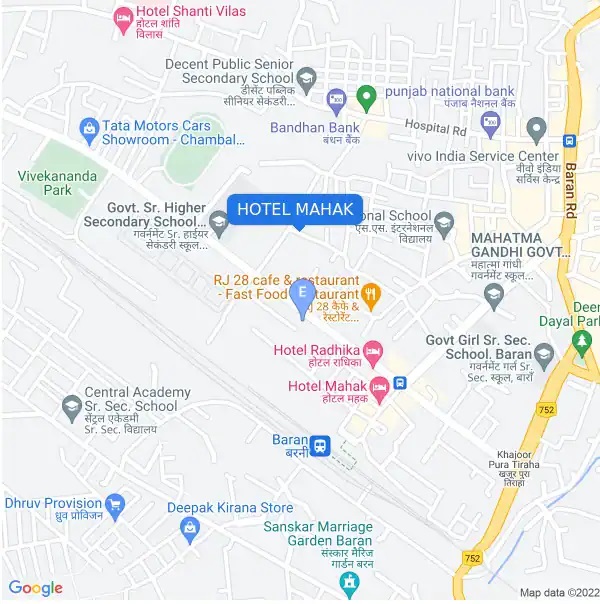 Hotel Shanti Vilas
होटल शांति
विलास
Decent Public Senior
Secondary School
डीसेंट पब्लिक
सीनियर सेकंडरी...
punjab national bank
पंजाब नैशनल बैंक
Hospital Rd
Bandhan Bank
बंधन बैंक
Tata Motors Cars
Showroom - Chambal...
vivo India Service Center
वीवो इंडिया
सर्विस केन्द्र
Baran Rd
Vivekananda
Park
Govt. Sr. Higher
Secondary School...
गवर्नमेंट Sr. हाईयर
सेकंडरी स्कूल...
HOTEL MAHAK
onal School
एस.एस. इंटरनेशनल
विद्यालय
MAHATMA
GANDHI GOVT...
महात्मा गांधी
गवर्नमेंट स्कूल...
RJ 28 cafe & restaurant
- Fast Food staurant
J 28 कैफे &
रेस्टोरेंट...
E
Deen
Dayal Park
Hotel Radhika
होटल राधिका
Govt Girl Sr. Sec.
School, Baran
गवर्नमेंट गर्ल Sr.
Sec. स्कूल, बाराँ
Hotel Mahak
होटल महक
Central Academy
Sr. Sec. School
सेंट्रल एकेडमी
Sr. Sec. विद्यालय
752
Baran
बरनी
Khajoor
Pura Tiraha
खजूर पुरा
तिराहा
Dhruv Provision
ध्रुव प्रोविजन
Deepak Kirana Store
Sanskar Marriage
Garden Baran
संस्कार मैरिज
गार्डन बरन
752
Google
Map data ©2022